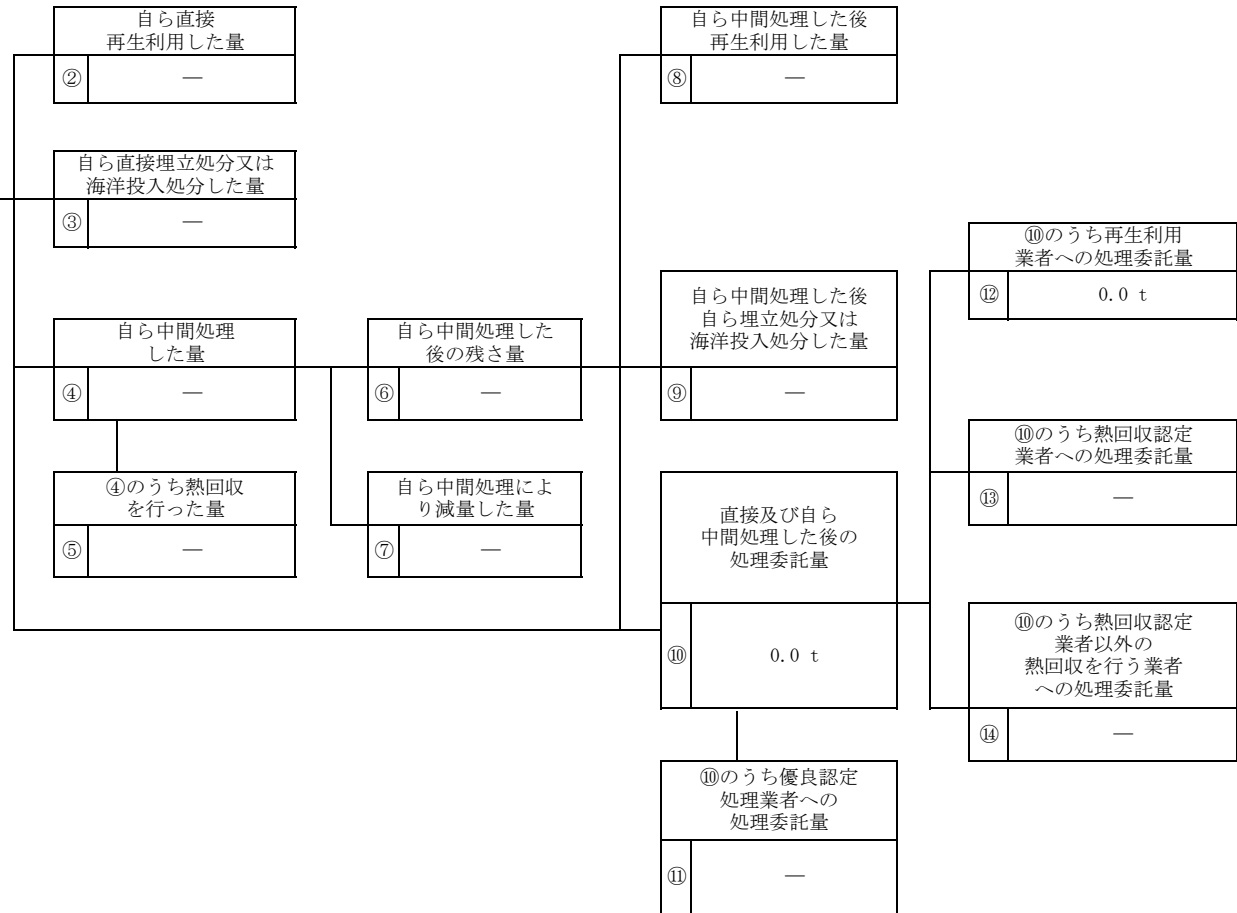 自ら直接
再生利用した量
② —
自ら直接埋立処分又は
海洋投入処分した量
③ —
自ら中間処理
した量
④ —
④のうち熱回収
を行った量
⑤ —
自ら中間処理した
後の残さ量
⑥ —
自ら中間処理によ
り減量した量
⑦ —
自ら中間処理した後
再生利用した量
⑧ —
自ら中間処理した後
自ら埋立処分又は
海洋投入処分した量
⑨ —
直接及び自ら
中間処理した後の
処理委託量
⑩ 0.0 t
⑩のうち優良認定
処理業者への
処理委託量
⑪ —
⑩のうち再生利用
業者への処理委託量
⑫ 0.0 t
⑩のうち熱回収認定
業者への処理委託量
⑬ —
⑩のうち熱回収認定
業者以外の
熱回収を行う業者
への処理委託量
⑭ —